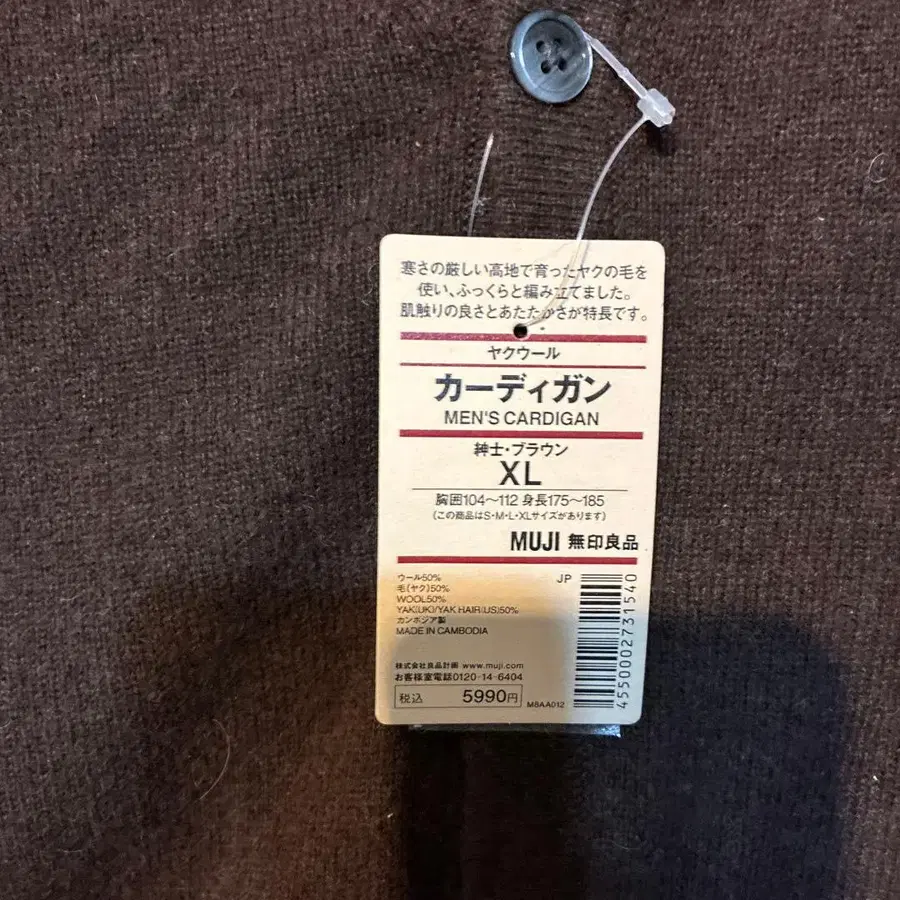 寒さの厳しい高地で育ったヤクの毛を
使い、ふっくらと編み立てました。
肌触りの良さとあたたかさが特長です。
ヤクウール
カーディガン
MEN'S CARDIGAN
紳士・ブラウン
XL
胸囲104〜112 身長175〜185
(この商品はS・M・L・XLサイズがあります)
MUJI 無印良品
ウール50%
毛(ヤク)50%
WOOL50%
YAK(UK)/YAK HAIR(US)50%
カンボジア製
MADE IN CAMBODIA
JP
4550002731540
株式会社良品計画 www.muji.com
お客様室電話0120-14-6404
税込 5990円
M8AA012